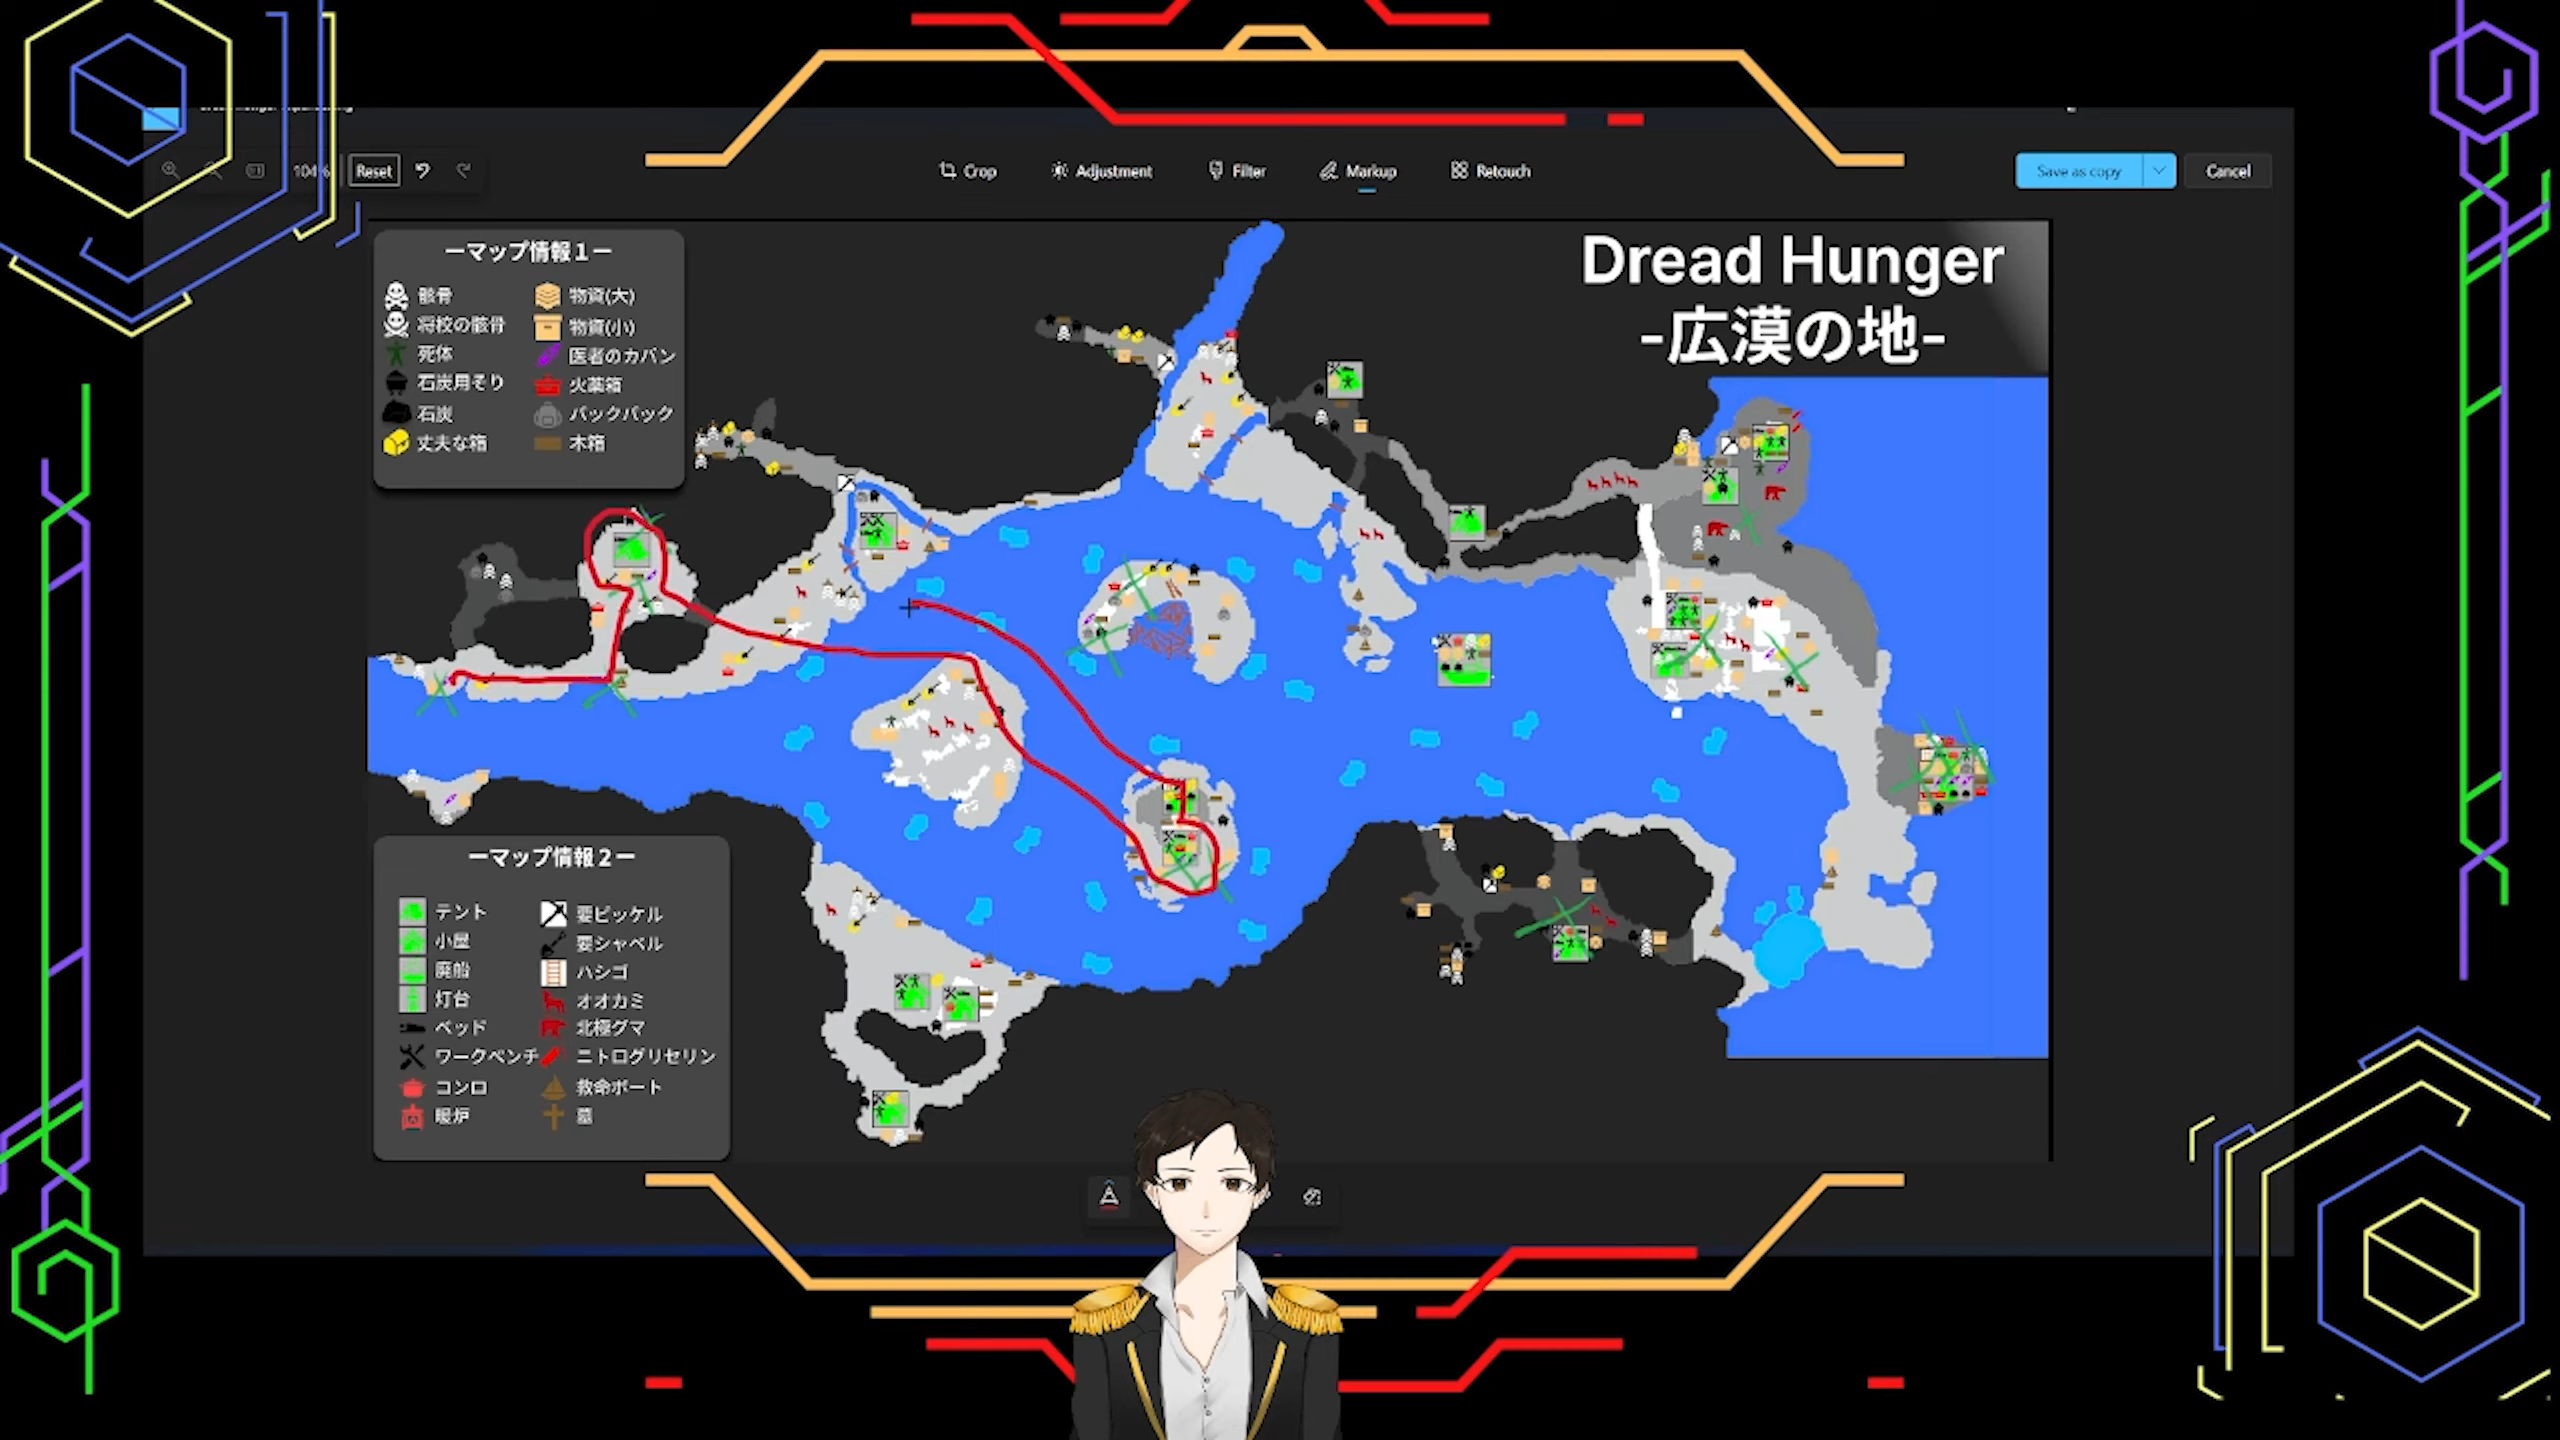 104%
Reset
Crop
Adjustment
Filter
Markup
Retouch
Save as copy
Cancel
Dread Hunger
-広漠の地-
ーマップ情報１ー
骸骨
将校の骸骨
死体
石炭用そり
石炭
丈夫な箱
物資(大)
物資(小)
医者のカバン
火薬箱
バックパック
木箱
ーマップ情報２ー
テント
小屋
廃船
灯台
ベッド
ワークベンチ
コンロ
暖炉
要ピッケル
要シャベル
ハシゴ
オオカミ
北極グマ
ニトログリセリン
救命ボート
墓